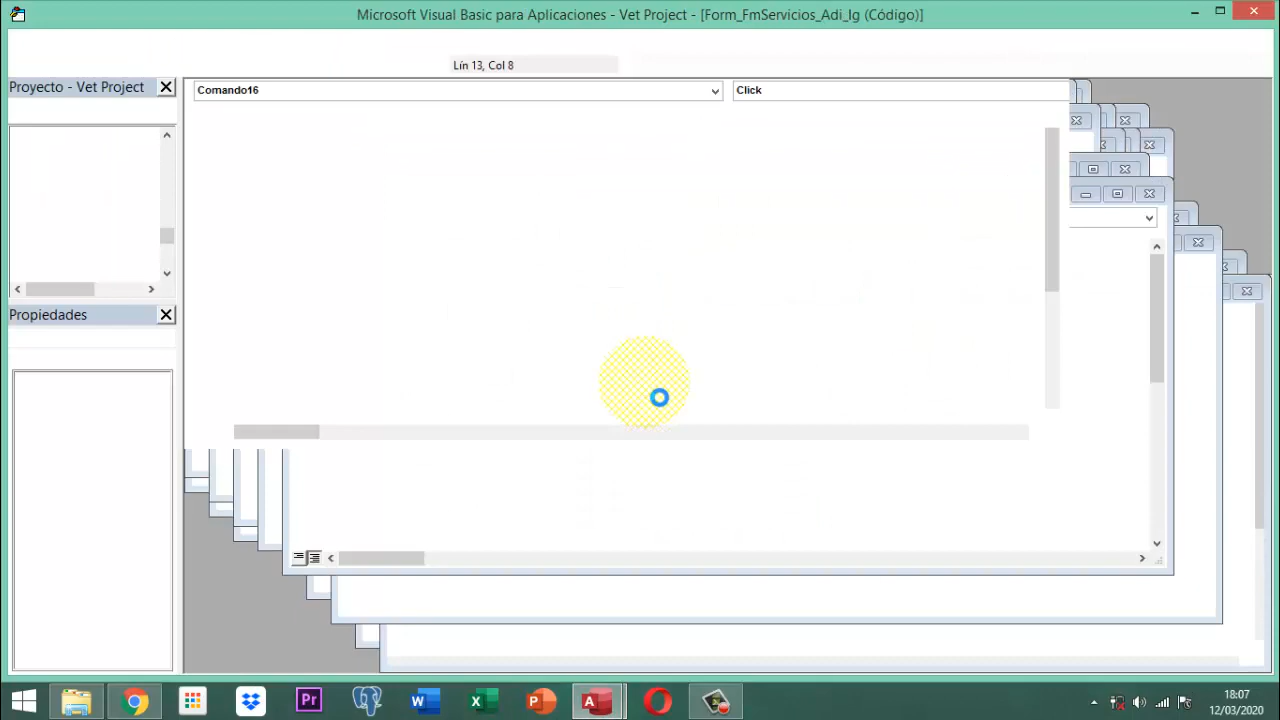 Microsoft Visual Basic para Aplicaciones - Vet Project - [Form_FmServicios_Adi_Ig (Código)]
Lín 13, Col 8
Proyecto - Vet Project
Comando16
Click
Propiedades
Pr
W
X
P
A
18:07
12/03/2020